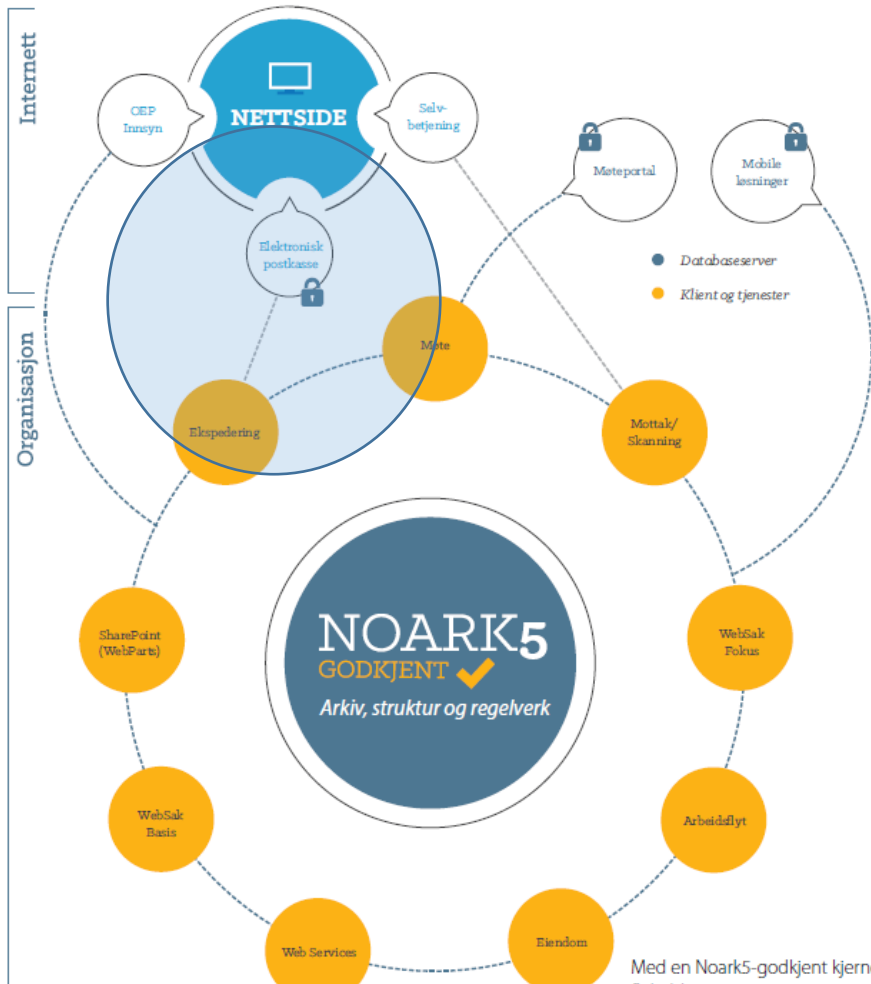 Internett
OEP
Innsyn
NETTSIDE
Selv-
betjening
Møteportal
Mobile
løsninger
Elektronisk
postkasse
Databaseserver
Klient og tjenester
Organisasjon
Møte
Ekspedering
Mottak/
Skanning
SharePoint
(WebParts)
NOARK5
GODKJENT
Arkiv, struktur og regelverk
WebSak
Fokus
WebSak
Basis
Arbeidsflyt
Web Services
Eiendom
Med en Noark5-godkjent kjerne